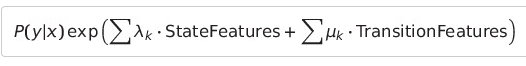 P(y|x) exp(∑λₖ · StateFeatures + ∑μₖ · TransitionFeatures)